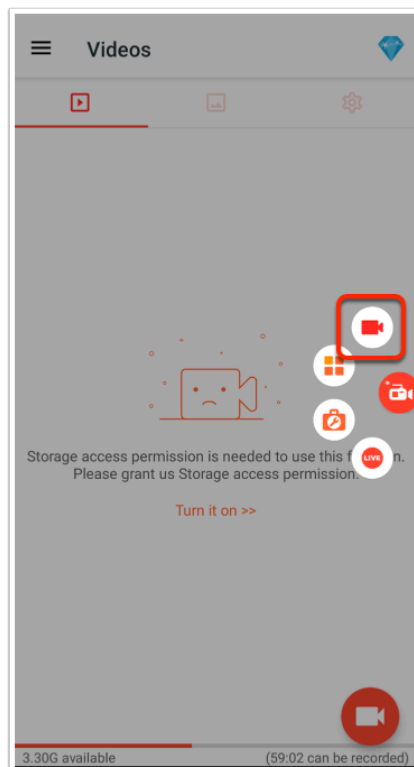 Videos
Storage access permission is needed to use this f n.
Please grant us Storage access permission.
LIVE
Turn it on >>
3.30G available
(59:02 can be recorded)